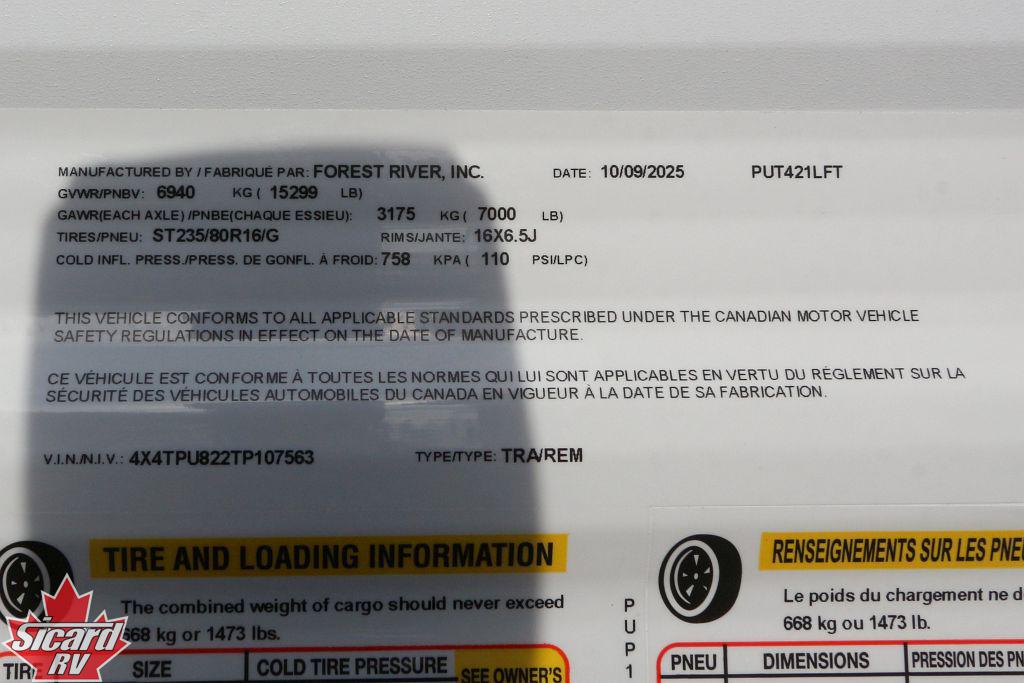 MANUFACTURED BY / FABRIQUÉ PAR: FOREST RIVER, INC. DATE: 10/09/2025 PUT421LFT
GVWR/PNBV: 6940 KG ( 15299 LB)
GAWR(EACH AXLE) /PNBE(CHAQUE ESSIEU): 3175 KG ( 7000 LB)
TIRES/PNEU: ST235/80R16/G RIMS/JANTE: 16X6.5J
COLD INFL. PRESS./PRESS. DE GONFL. À FROID: 758 KPA ( 110 PSI/LPC)
THIS VEHICLE CONFORMS TO ALL APPLICABLE STANDARDS PRESCRIBED UNDER THE CANADIAN MOTOR VEHICLE
SAFETY REGULATIONS IN EFFECT ON THE DATE OF MANUFACTURE.
CE VÉHICULE EST CONFORME À TOUTES LES NORMES QUI LUI SONT APPLICABLES EN VERTU DU RÉGLEMENT SUR LA
SÉCURITÉ DES VÉHICULES AUTOMOBILES DU CANADA EN VIGUEUR À LA DATE DE SA FABRICATION.
V.I.N./N.I.V.: 4X4TPU822TP107563 TYPE/TYPE: TRA/REM
TIRE AND LOADING INFORMATION
The combined weight of cargo should never exceed
668 kg or 1473 lbs.
TIRE SIZE COLD TIRE PRESSURE SEE OWNER'S
PUP1
RENSEIGNEMENTS SUR LES PNE
Le poids du chargement ne d
668 kg ou 1473 lb.
PNEU DIMENSIONS PRESSION DES PN
Sicard
RV